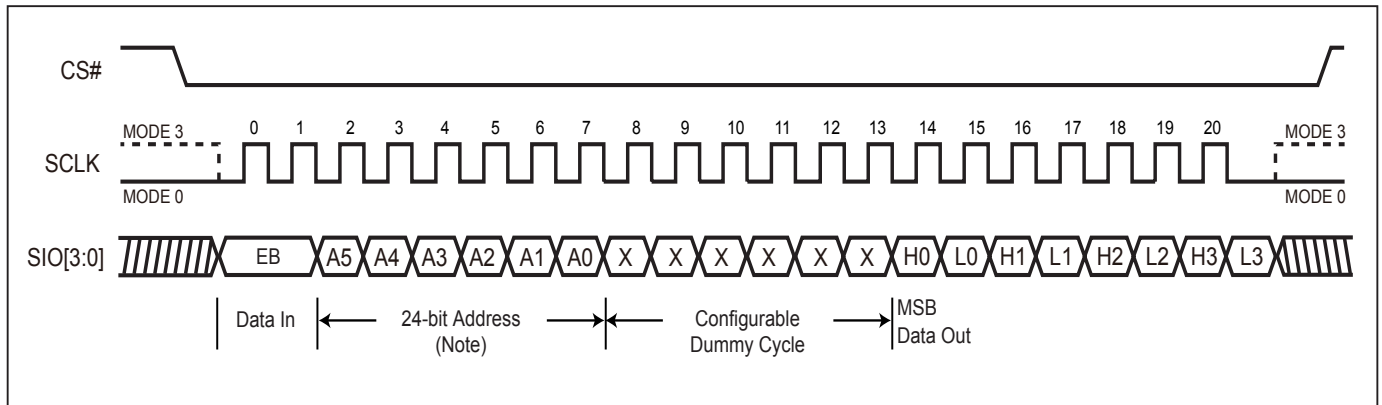 CS#
MODE 3
0 1 2 3 4 5 6 7 8 9 10 11 12 13 14 15 16 17 18 19 20
MODE 3
SCLK
MODE 0
MODE 0
SIO[3:0]
EB A5 A4 A3 A2 A1 A0 X X X X X X H0 L0 H1 L1 H2 L2 H3 L3
Data In
24-bit Address
(Note)
Configurable
Dummy Cycle
MSB
Data Out